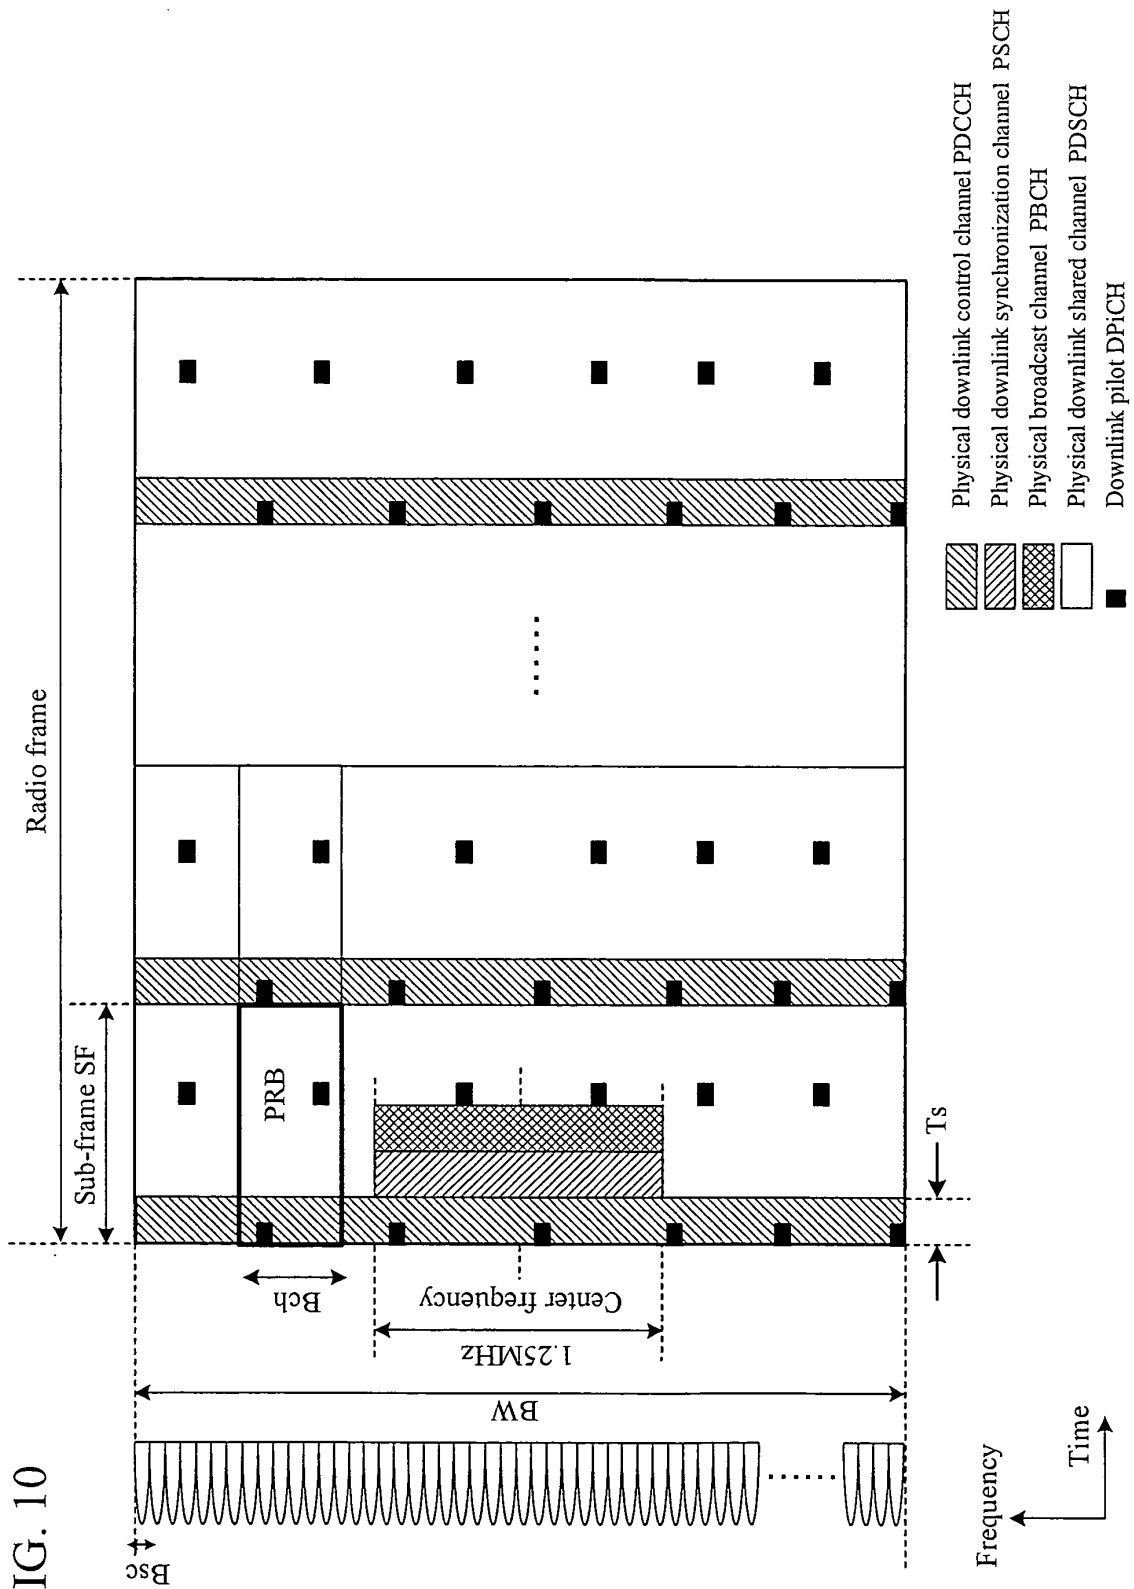 IG. 10
Radio frame
Sub-frame SF
PRB
Bsc
BW
1.25MHz
Center frequency
Bch
Ts
Frequency
Time
Physical downlink control channel PDCCH
Physical downlink synchronization channel PSCH
Physical broadcast channel PBCH
Physical downlink shared channel PDSCH
Downlink pilot DPiCH